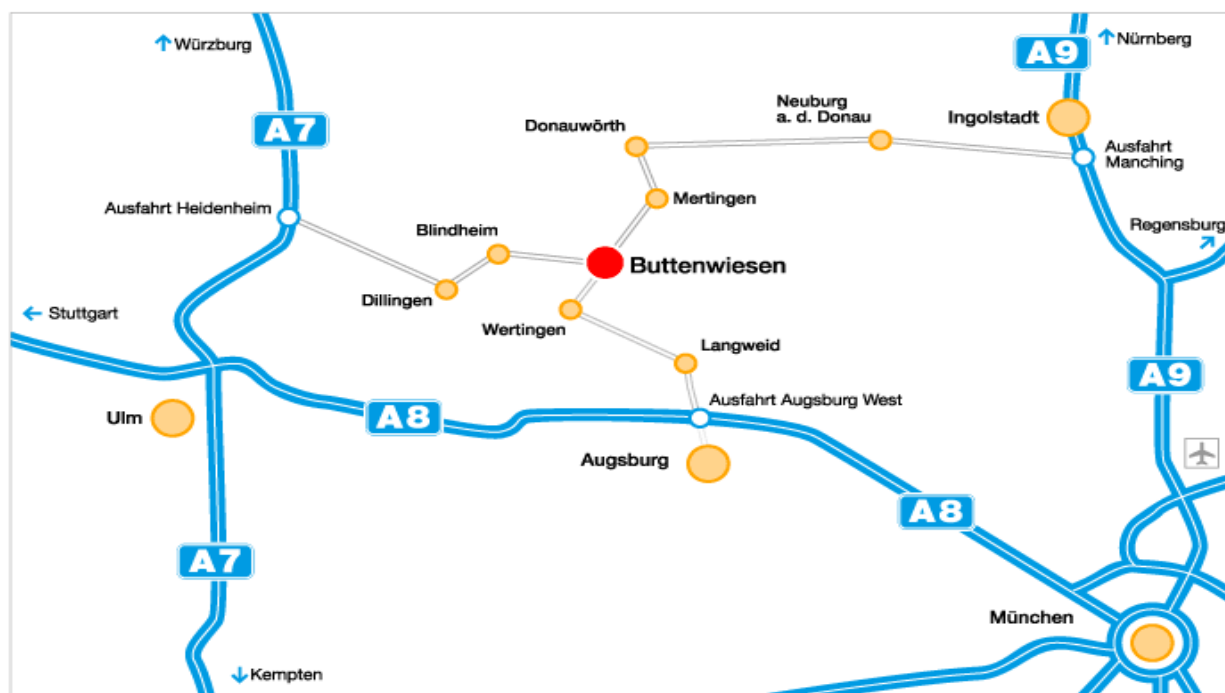 Würzburg
A9
Nürnberg
A7
Donauwörth
Neuburg
a. d. Donau
Ingolstadt
Ausfahrt
Manching
Ausfahrt Heidenheim
Blindheim
Mertingen
Regensburg
Buttenwiesen
Dillingen
Stuttgart
Wertingen
Langweid
A9
Ulm
A8
Ausfahrt Augsburg West
Augsburg
A8
A7
München
Kempten